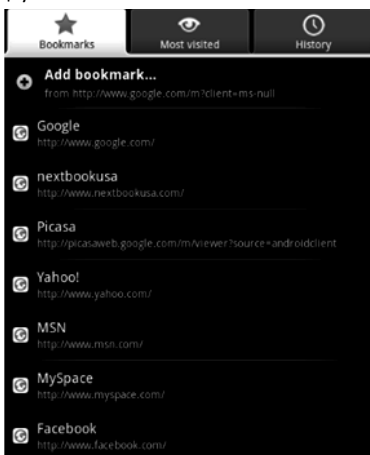 Bookmarks Most visited History
Add bookmark...
from http://www.google.com/m?client=ms-null
Google
http://www.google.com/
nextbookusa
http://www.nextbookusa.com/
Picasa
http://picasaweb.google.com/m/viewer?source=androidclient
Yahoo!
http://www.yahoo.com/
MSN
http://www.msn.com/
MySpace
http://www.myspace.com/
Facebook
http://www.facebook.com/